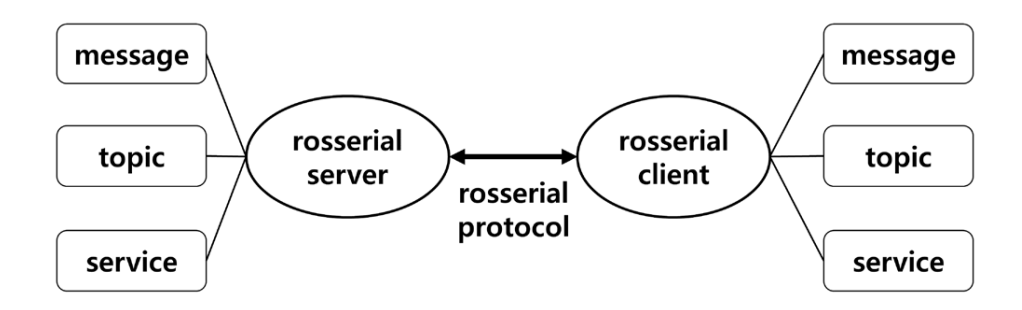 message
topic
service
rosserial
server
rosserial
protocol
rosserial
client
message
topic
service